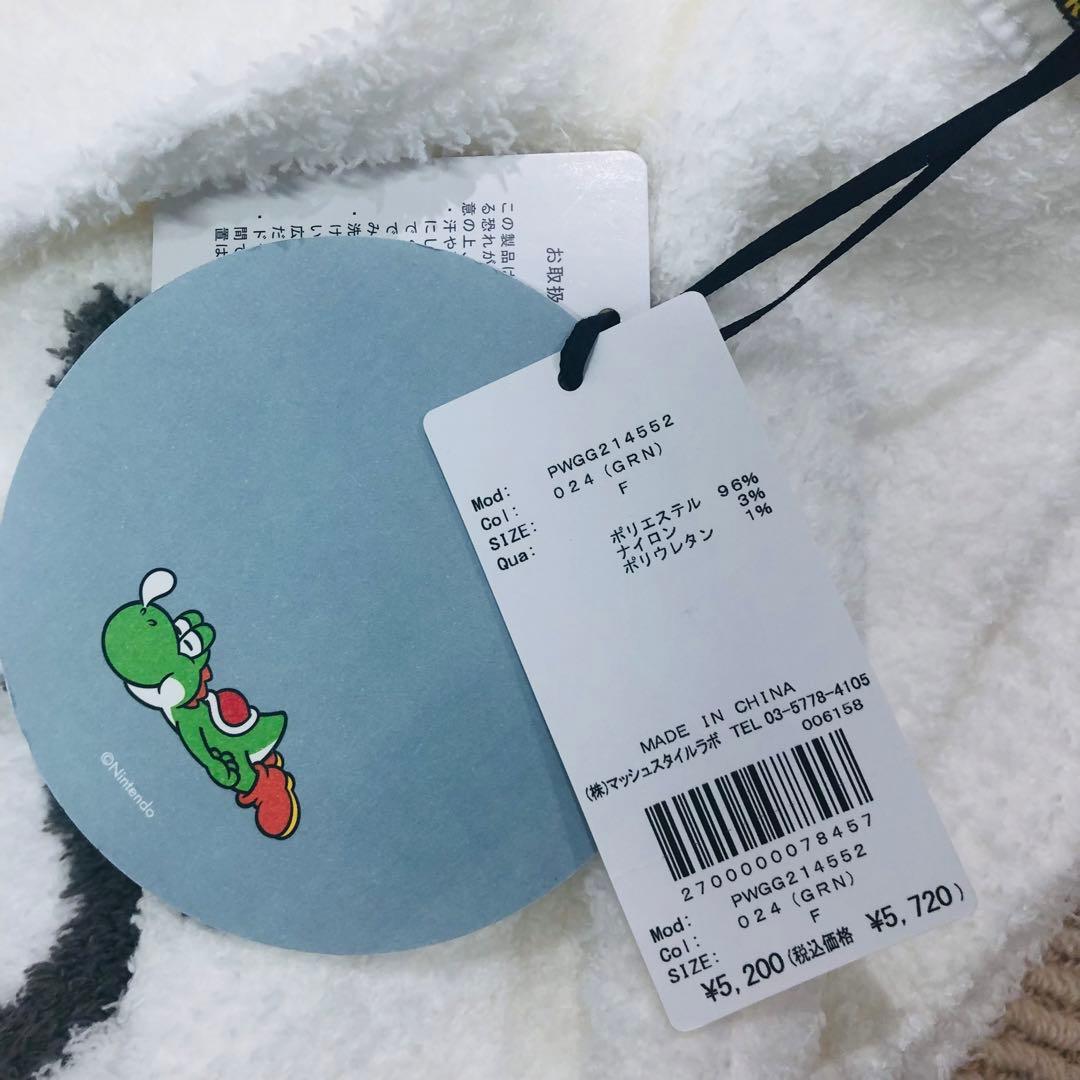 お取扱
この製品は
る恐れが
意の上、
・汗や
にし
で、
でみ
・洗
け
い
広
だ
・ド
間で
置は
©Nintendo
Mod: PWGG214552
Col: 024 (GRN)
SIZE: F
Qua: ポリエステル 96%
ナイロン 3%
ポリウレタン 1%
MADE IN CHINA
(株)マッシュスタイルラボ TEL 03-5778-4105
006158
2700000078457
Mod: PWGG214552
Col: 024 (GRN)
SIZE: F
¥5,200(税込価格 ¥5,720)